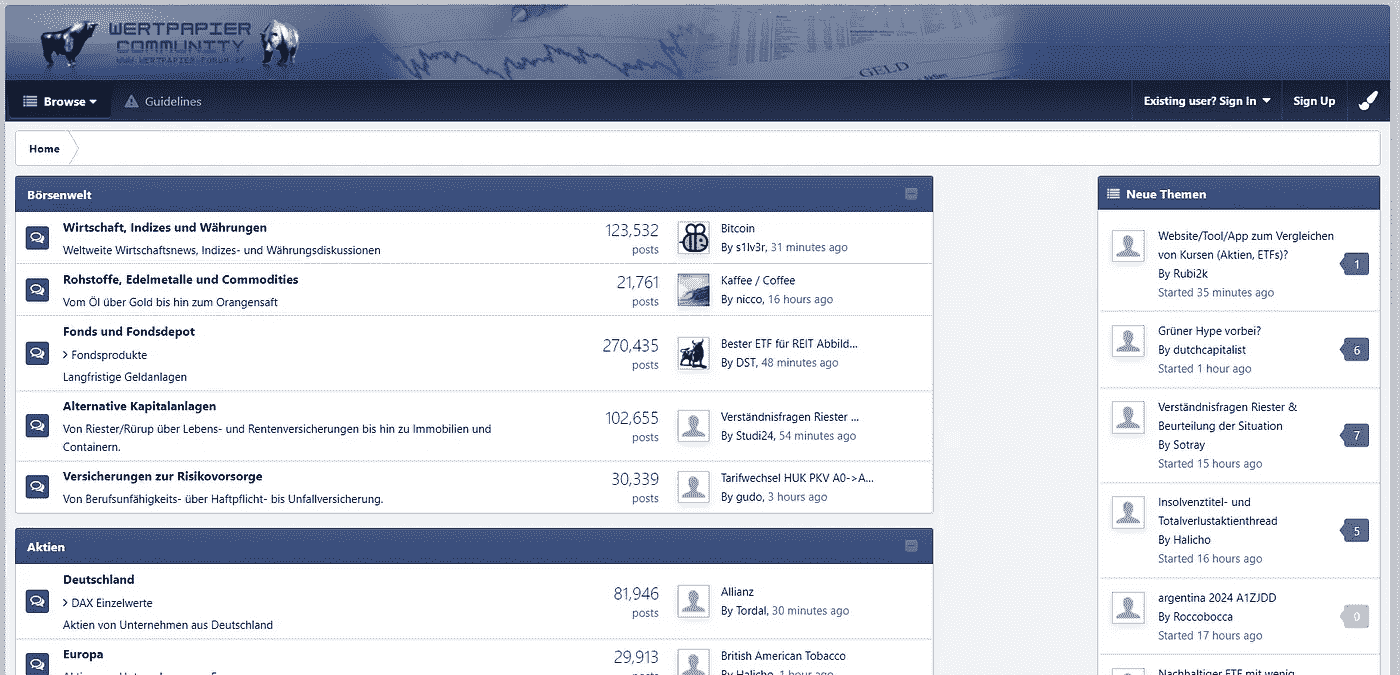 WERTPAPIER
COMMUNITY
WWW.WERTPAPIER-FORUM.DE
GELD
Browse
Guidelines
Existing user? Sign In
Sign Up
Home
Börsenwelt
Wirtschaft, Indizes und Währungen
Weltweite Wirtschaftsnews, Indizes- und Währungsdiskussionen
123,532
posts
Bitcoin
By s1lv3r, 31 minutes ago
Rohstoffe, Edelmetalle und Commodities
Vom Öl über Gold bis hin zum Orangensaft
21,761
posts
Kaffee / Coffee
By nicco, 16 hours ago
Fonds und Fondsdepot
Fondsprodukte
Langfristige Geldanlagen
270,435
posts
Bester ETF für REIT Abbild...
By DST, 48 minutes ago
Alternative Kapitalanlagen
Von Riester/Rürup über Lebens- und Rentenversicherungen bis hin zu Immobilien und
Containern.
102,655
posts
Verständnisfragen Riester ...
By Studi24, 54 minutes ago
Versicherungen zur Risikovorsorge
Von Berufsunfähigkeits- über Haftpflicht- bis Unfallversicherung.
30,339
posts
Tarifwechsel HUK PKV A0->A...
By gudo, 3 hours ago
Aktien
Deutschland
DAX Einzelwerte
Aktien von Unternehmen aus Deutschland
81,946
posts
Allianz
By Tordal, 30 minutes ago
Europa
29,913
posts
British American Tobacco
By Halicho, 1 hour ago
Neue Themen
Website/Tool/App zum Vergleichen
von Kursen (Aktien, ETFs)?
By Rubi2k
Started 35 minutes ago
1
Grüner Hype vorbei?
By dutchcapitalist
Started 1 hour ago
6
Verständnisfragen Riester &
Beurteilung der Situation
By Sotray
Started 15 hours ago
7
Insolvenztitel- und
Totalverlustaktienthread
By Halicho
Started 16 hours ago
5
argentina 2024 A1ZJDD
By Roccobocca
Started 17 hours ago
0
Nachhaltiger ETF mit wenig